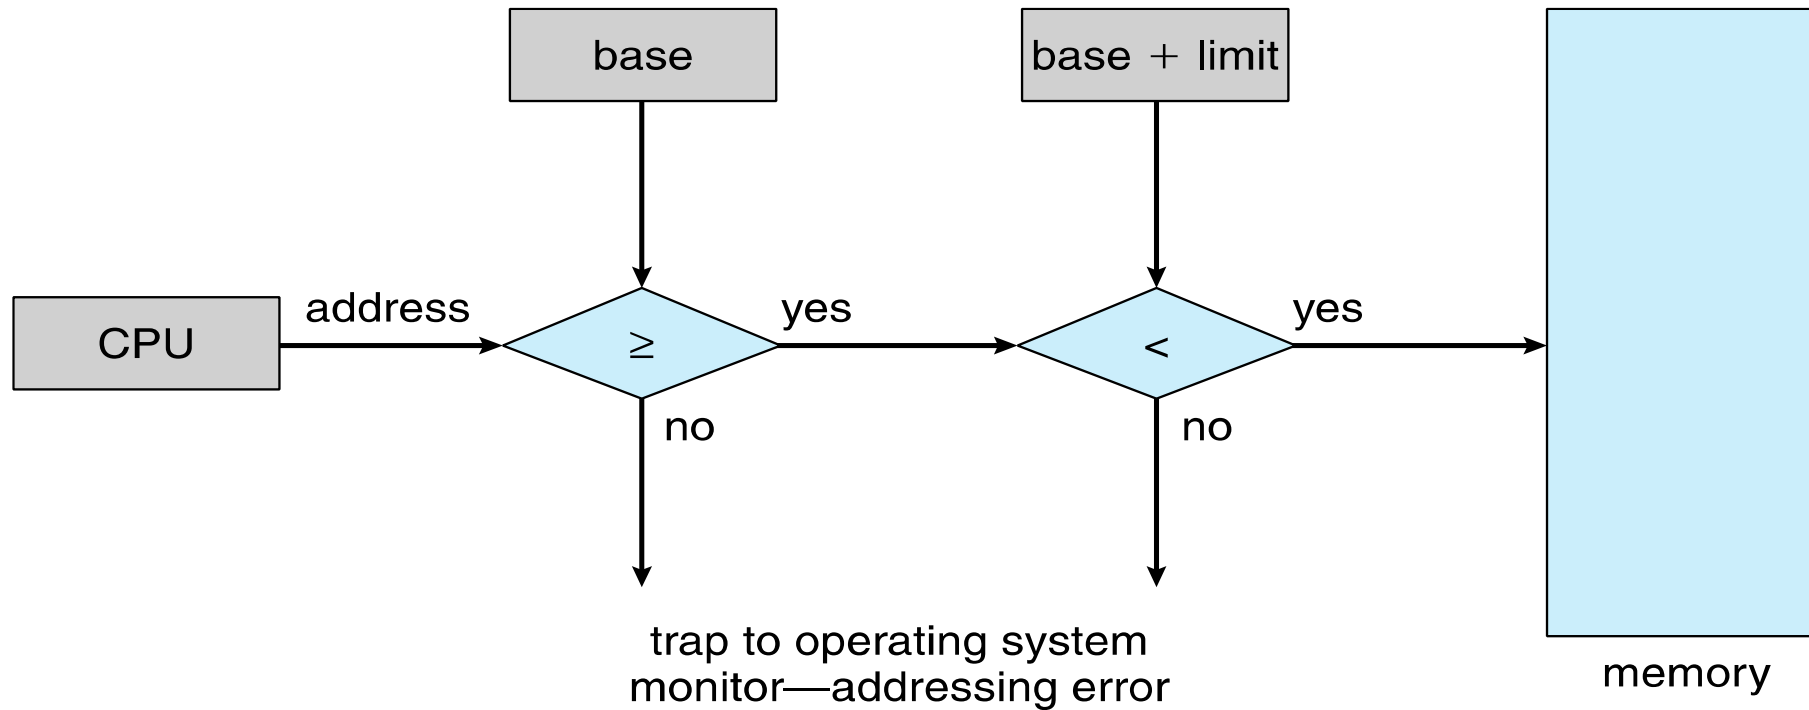 base
base + limit
CPU
address
≥
yes
<
yes
no
no
trap to operating system
monitor—addressing error
memory